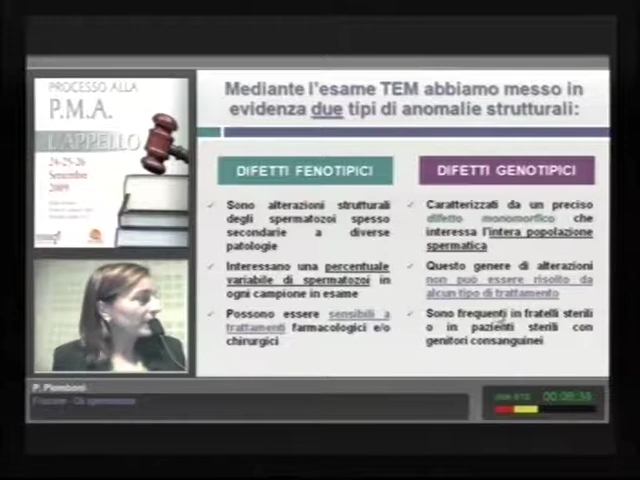 PROCESSO ALLA
P.M.A.
L'APPELLO
24-25-26
Settembre
2009
Mediante l'esame TEM abbiamo messo in
evidenza due tipi di anomalie strutturali:
DIFETTI FENOTIPICI
Sono alterazioni strutturali
degli spermatozoi spesso
secondarie a diverse
patologie
Interessano una percentuale
variabile di spermatozoi in
ogni campione in esame
Possono essere sensibili a
trattamenti farmacologici e/o
chirurgici
DIFETTI GENOTIPICI
Caratterizzati da un preciso
difetto monomorfico che
interessa l'intera popolazione
spermatica
Questo genere di alterazioni
non può essere risolto da
alcun tipo di trattamento
Sono frequenti in fratelli sterili
o in pazienti sterili con
genitori consanguinei
P. Piomboni